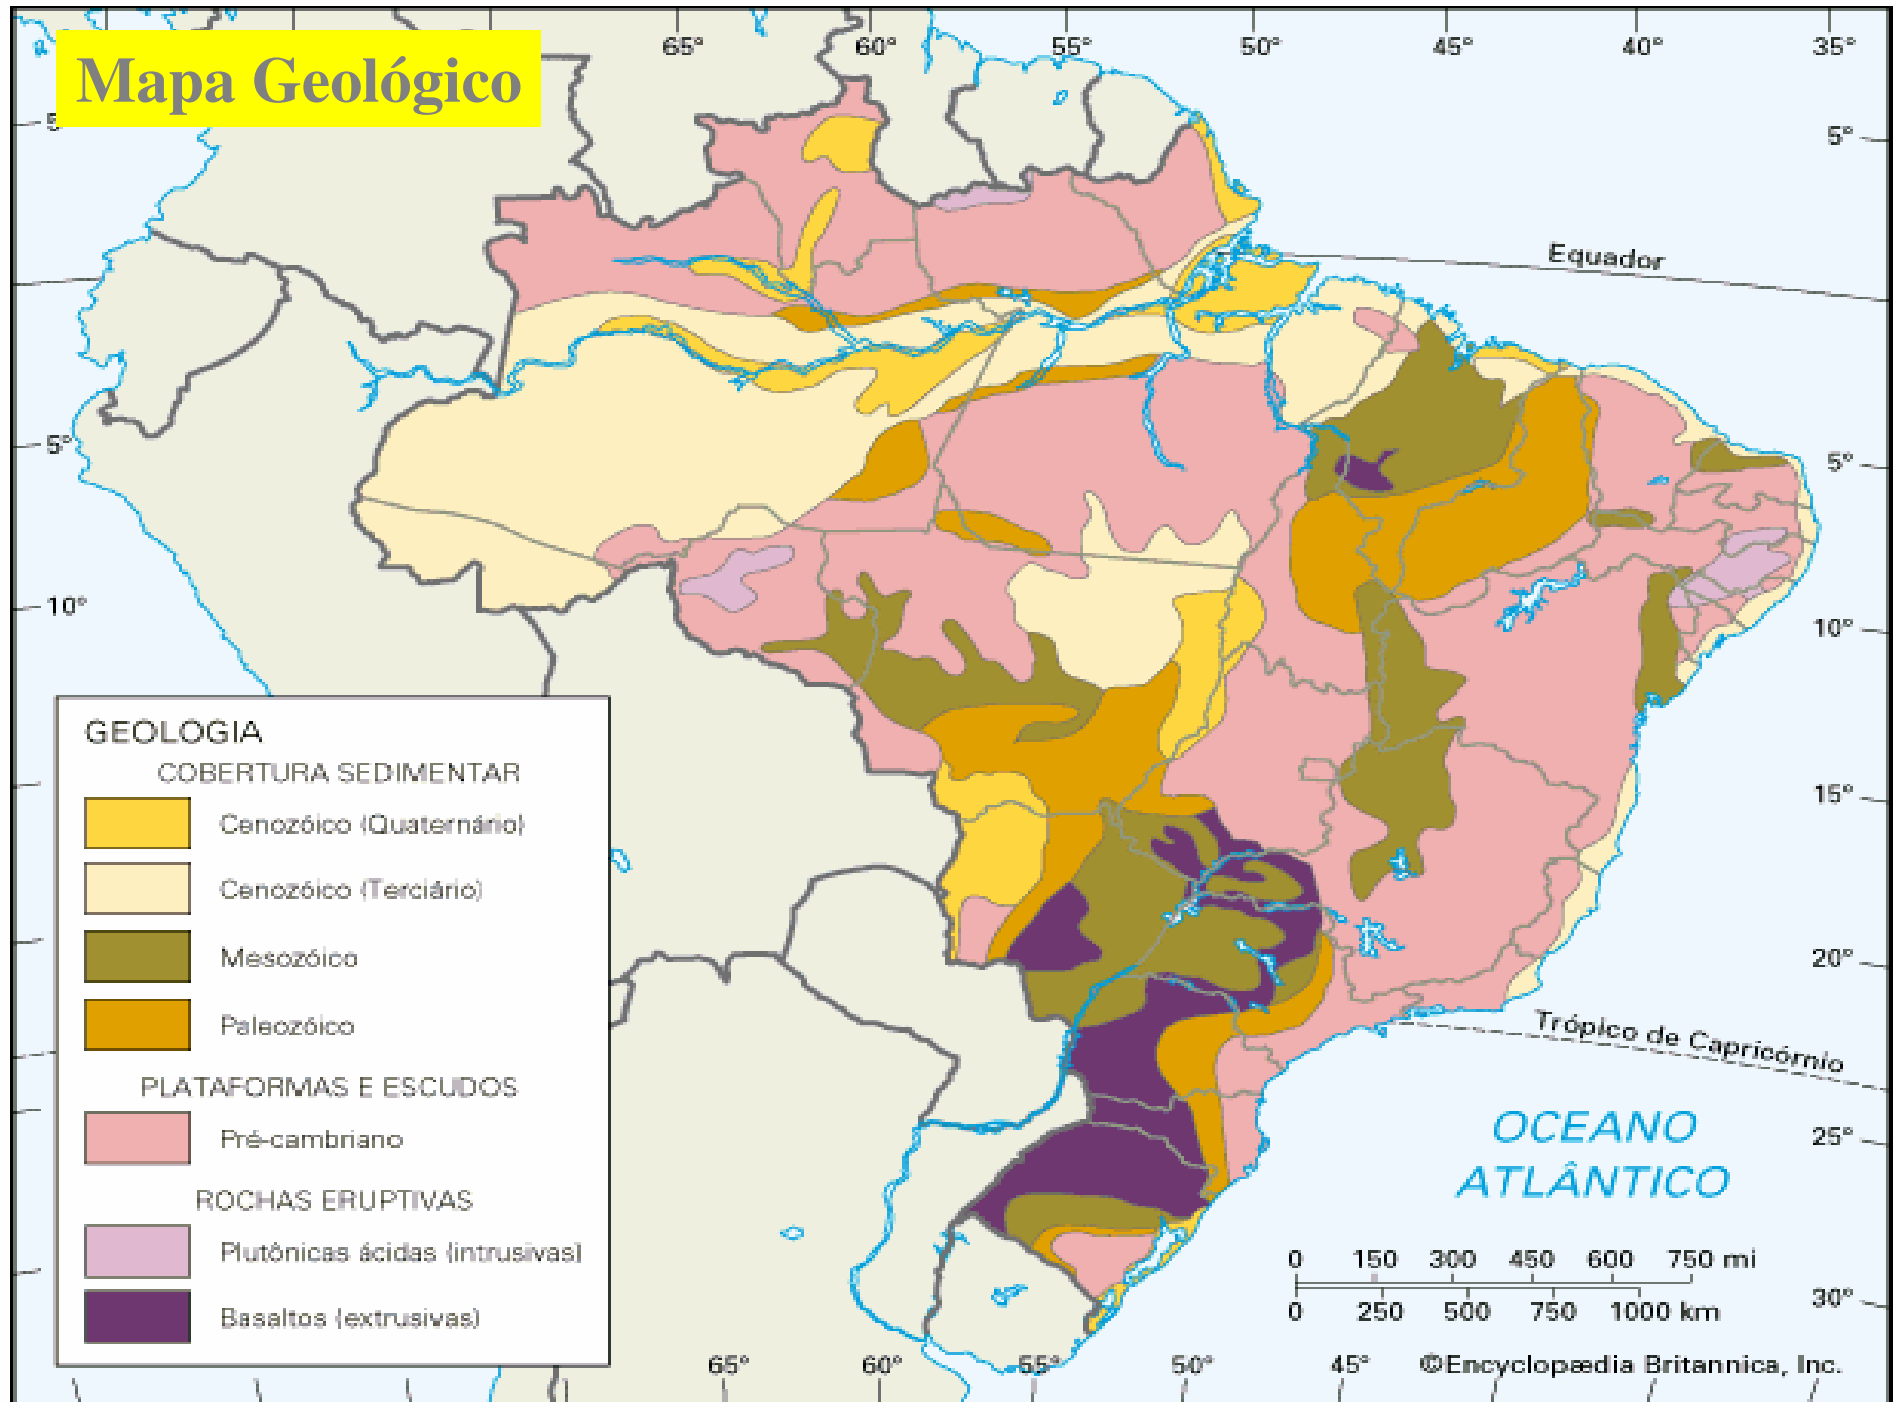 Mapa Geológico
65° 60° 55° 50° 45° 40° 35°
5
5°
Equador
5°
5°
10°
10°
15°
20°
Trópico de Capricórnio
OCEANO
ATLÂNTICO
25°
30°
GEOLOGIA
COBERTURA SEDIMENTAR
Cenozóico (Quaternário)
Cenozóico (Terciário)
Mesozóico
Paleozóico
PLATAFORMAS E ESCUDOS
Pré-cambriano
ROCHAS ERUPTIVAS
Plutônicas ácidas (intrusivas)
Basaltos (extrusivas)
0 150 300 450 600 750 mi
0 250 500 750 1000 km
65° 60° 55° 50° 45°
©Encyclopædia Britannica, Inc.